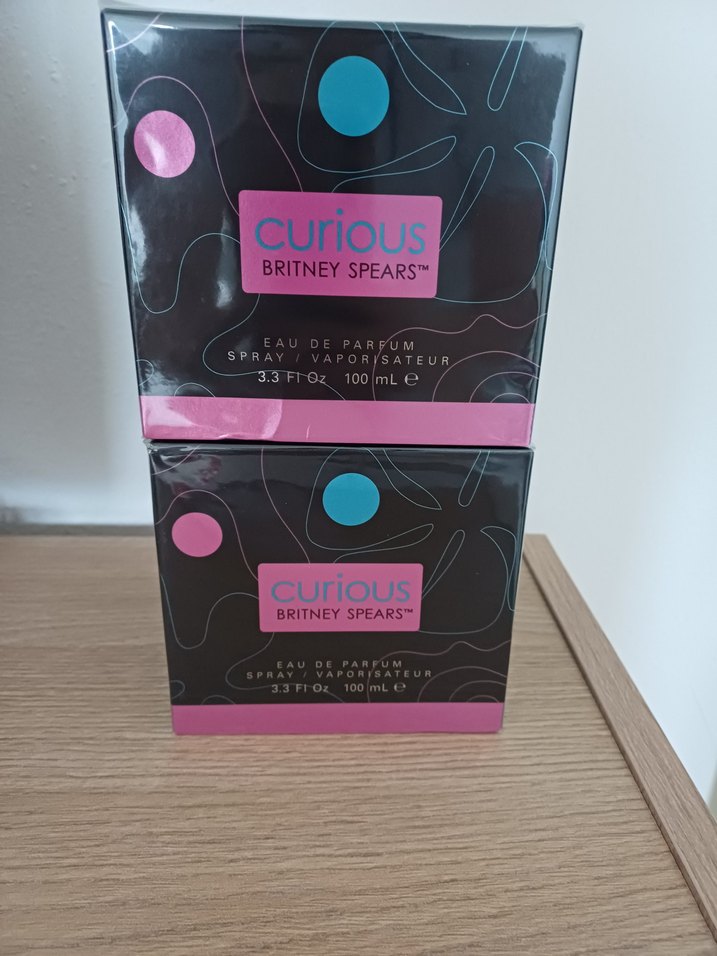 curious
BRITNEY SPEARS™
EAU DE PARFUM
SPRAY / VAPORISATEUR
3.3 Fl Oz 100 mL ℮
curious
BRITNEY SPEARS™
EAU DE PARFUM
SPRAY / VAPORISATEUR
3.3 Fl Oz 100 mL ℮